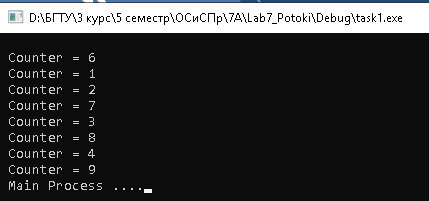 D:\БГТУ\3 курс\5 семестр\ОСиСПр\7А\Lab7_Potoki\Debug\task1.exe
Counter = 6
Counter = 1
Counter = 2
Counter = 7
Counter = 3
Counter = 8
Counter = 4
Counter = 9
Main Process ....